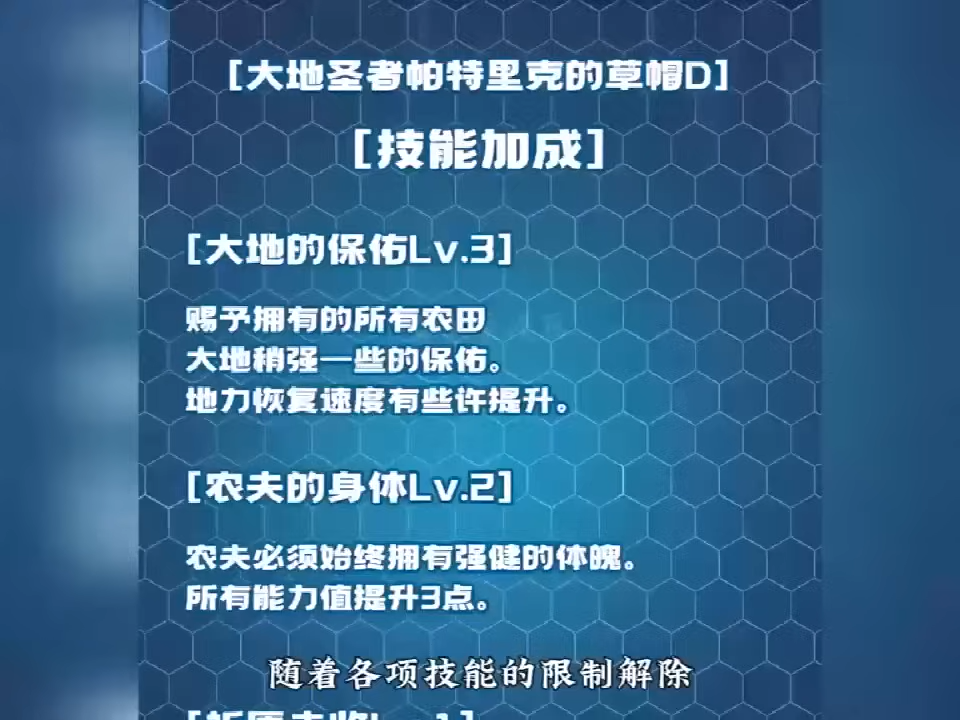 [大地圣者帕特里克的草帽D]
[技能加成]
[大地的保佑Lv.3]
赐予拥有的所有农田
大地稍强一些的保佑。
地力恢复速度有些许提升。
[农夫的身体Lv.2]
农夫必须始终拥有强健的体魄。
所有能力值提升3点。
随着各项技能的限制解除